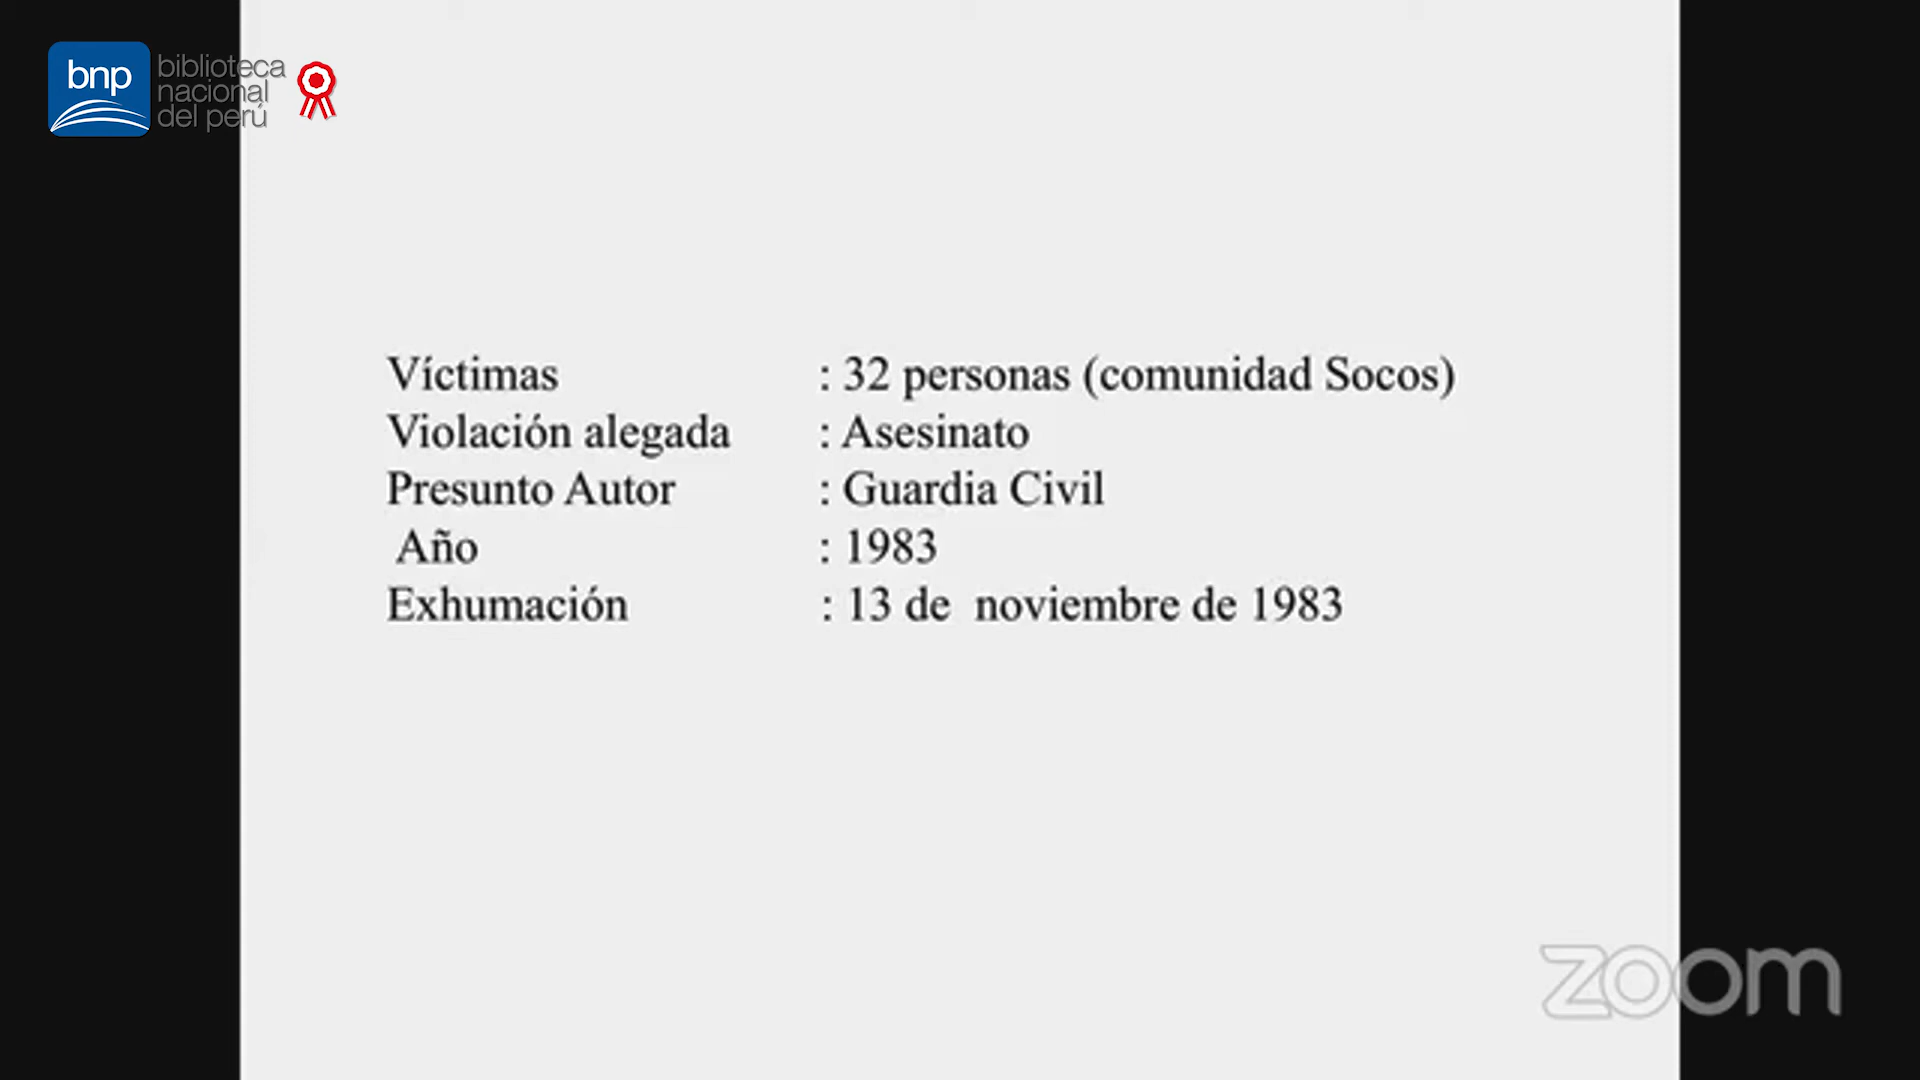 bnp
biblioteca
nacional
del perú
Víctimas : 32 personas (comunidad Socos)
Violación alegada : Asesinato
Presunto Autor : Guardia Civil
Año : 1983
Exhumación : 13 de noviembre de 1983
zoom